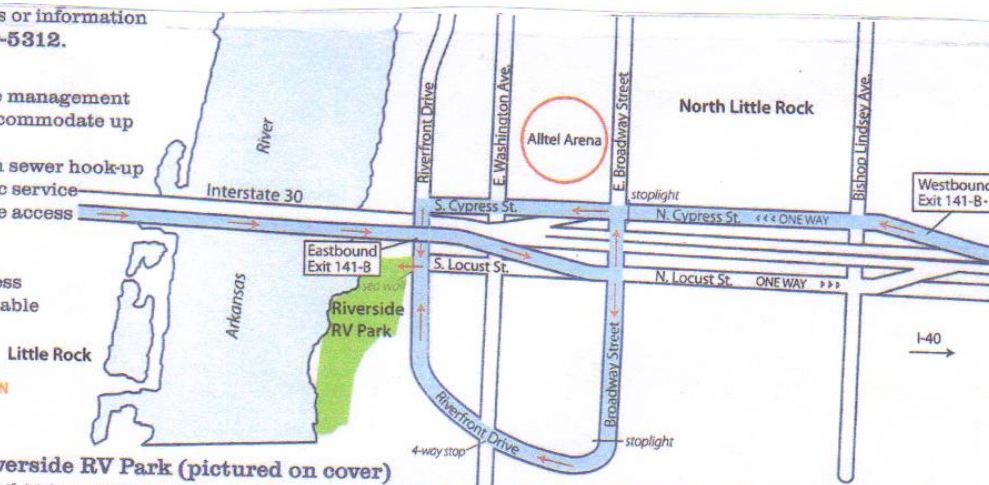 s or information
-5312.
e management
commodate up
n sewer hook-up
ic service
e access
ess
able
Little Rock
N
River
Arkansas
Interstate 30
Eastbound
Exit 141-B
sea wall
Riverside
RV Park
Riverfront Drive
E. Washington Ave.
Alltel Arena
E. Broadway Street
North Little Rock
Bishop Lindsey Ave.
stoplight
S. Cypress St.
N. Cypress St. <<< ONE WAY
Westbound
Exit 141-B
S. Locust St.
N. Locust St. ONE WAY >>>
I-40
Broadway Street
Riverfront Drive
4-way stop
stoplight
verside RV Park (pictured on cover)